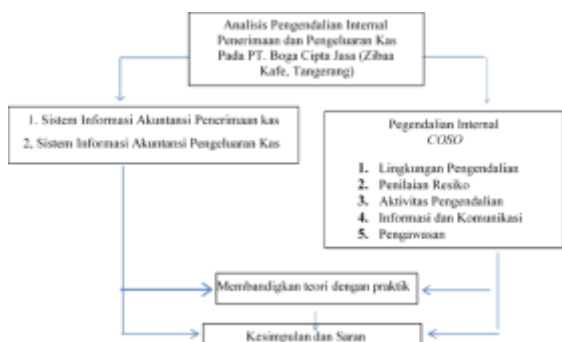 Analisis Pengendalian Internal
Penerimaan dan Pengeluaran Kas
Pada PT. Boga Cipta Jasa (Zibaa
Kafe, Tangerang)
1. Sistem Informasi Akuntansi Penerimaan kas
2, Sistem Informasi Akuntansi Pengeluaran Kas
Pegendalian Internal
COSO
1. Lingkungan Pengendalian
2. Penilaian Resiko
3. Aktivitas Pengendalian
4. Informasi dan Komunikasi
5. Pengawasan
Membandigkan teori dengan praktik
Kesimpulan dan Saran